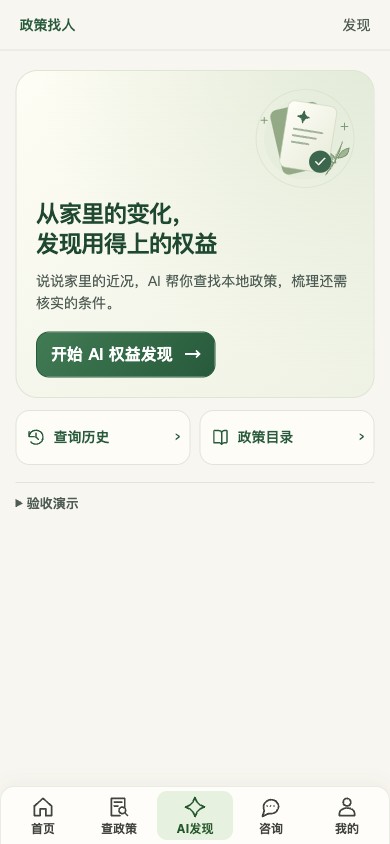 政策找人
发现
从家里的变化，
发现用得上的权益
说说家里的近况，AI 帮你查找本地政策，梳理还需
核实的条件。
开始 AI 权益发现 →
查询历史 ›
政策目录 ›
▶ 验收演示
首页
查政策
AI发现
咨询
我的